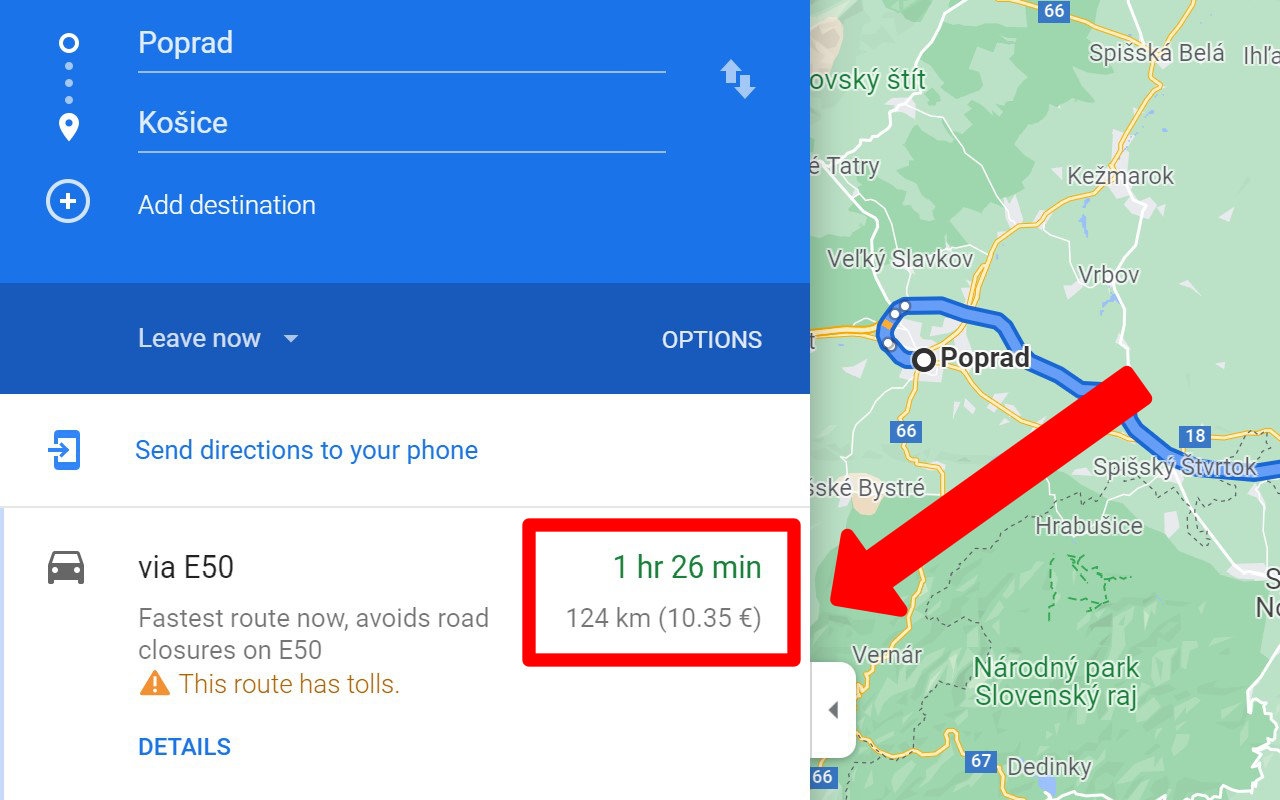 Poprad
Košice
Add destination
Leave now
OPTIONS
Send directions to your phone
via E50
1 hr 26 min
Fastest route now, avoids road
124 km (10.35 €)
closures on E50
This route has tolls.
DETAILS
66
Spišská Belá
ovský štít
é Tatry
Kežmarok
Veľký Slavkov
Vrbov
Poprad
66
18
Spišský Štvrtok
ské Bystré
Hrabušice
Vernár
Národný park
Slovenský raj
67
Dedinky
66